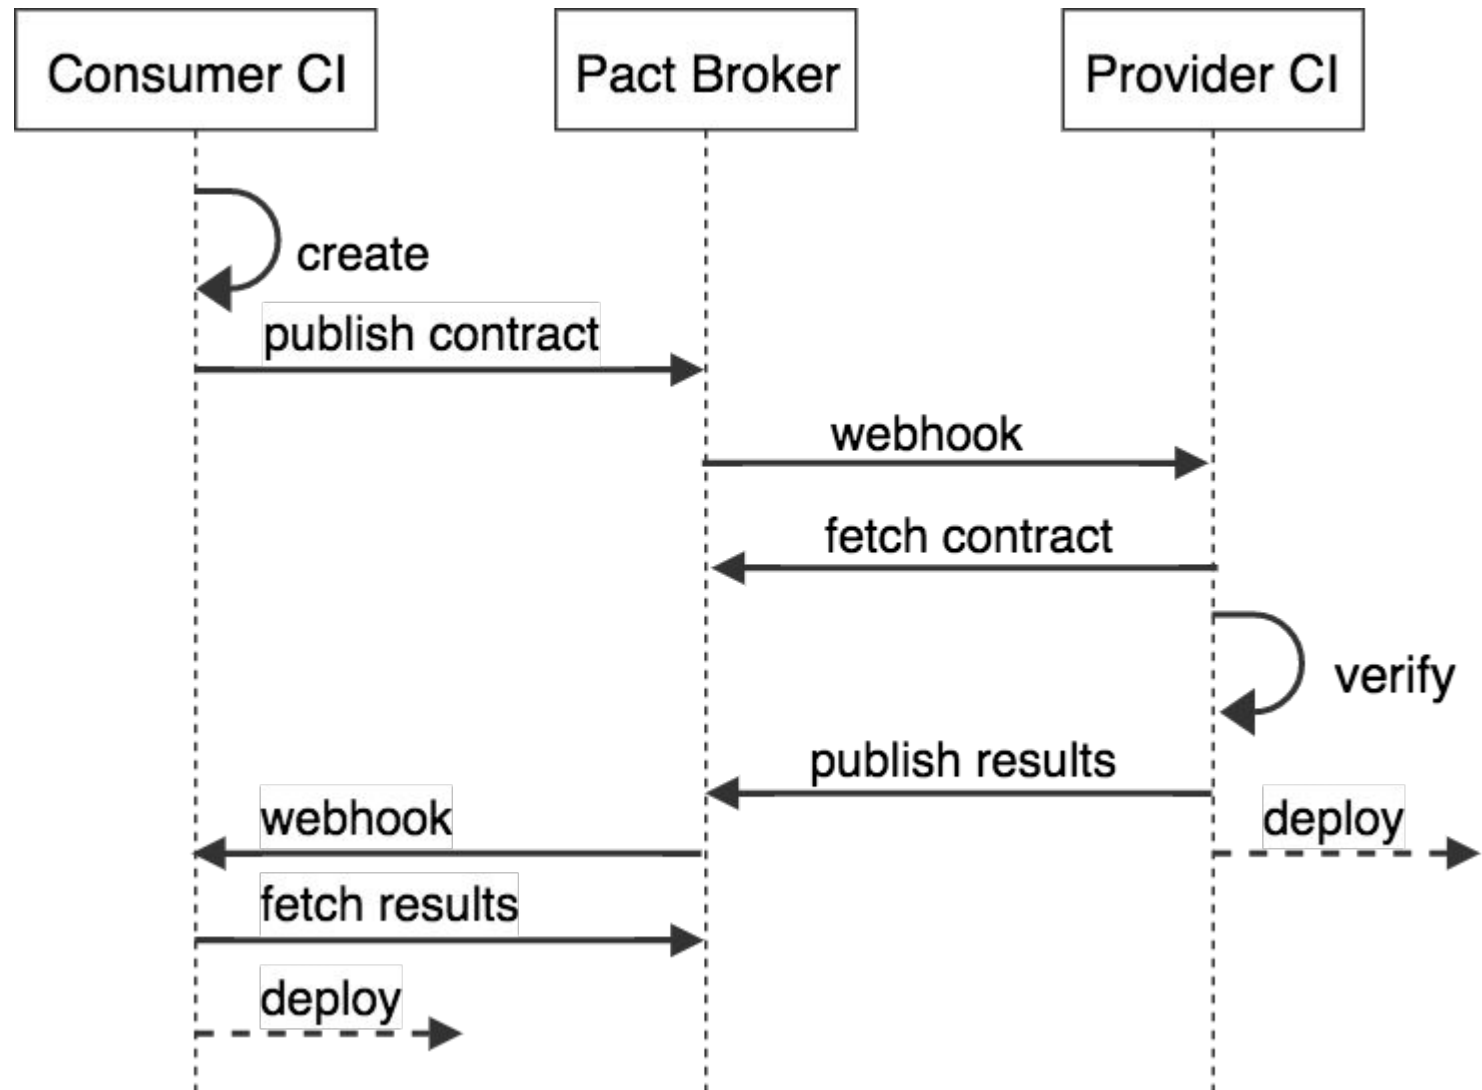 Consumer CI
Pact Broker
Provider CI
create
publish contract
webhook
fetch contract
verify
publish results
webhook
deploy
fetch results
deploy